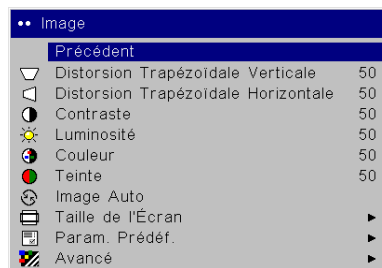 •• Image
Précédent
Distorsion Trapézoïdale Verticale 50
Distorsion Trapézoïdale Horizontale 50
Contraste 50
Luminosité 50
Couleur 50
Teinte 50
Image Auto
Taille de l'Écran
Param. Prédéf.
Avancé